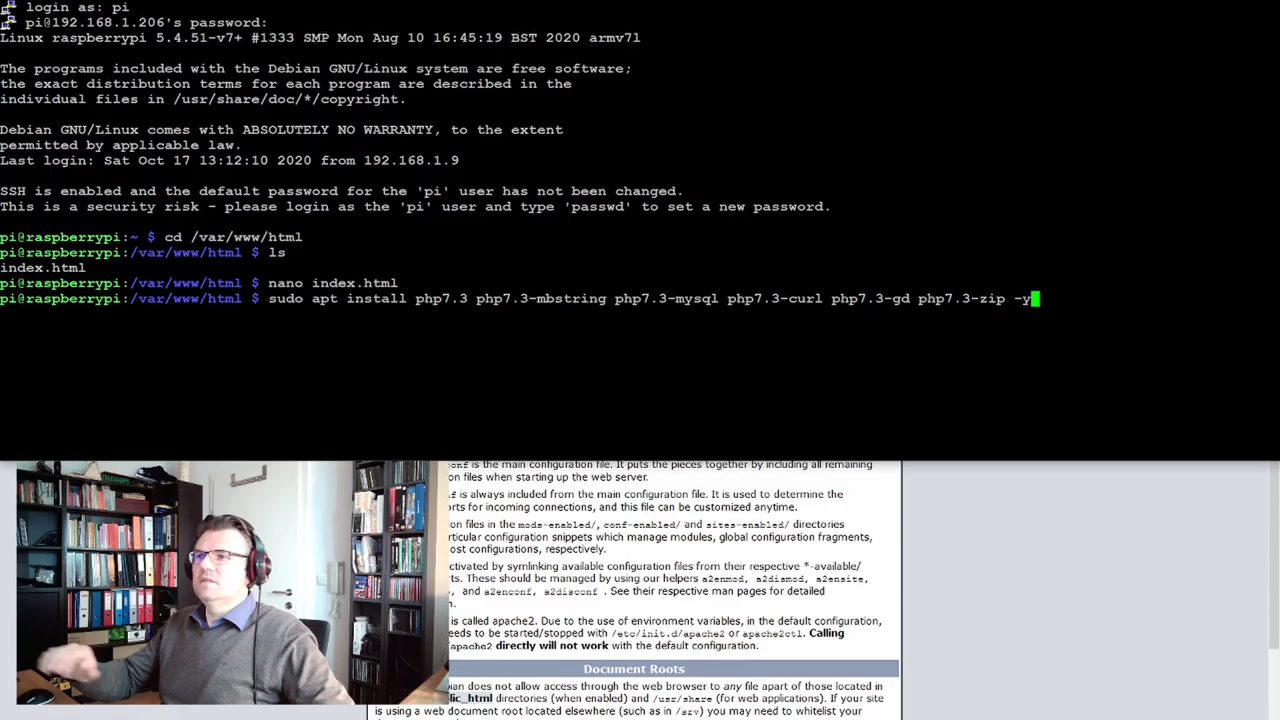 login as: pi
pi@192.168.1.206's password:
Linux raspberrypi 5.4.51-v7+ #1333 SMP Mon Aug 10 16:45:19 BST 2020 armv7l
The programs included with the Debian GNU/Linux system are free software;
the exact distribution terms for each program are described in the
individual files in /usr/share/doc/*/copyright.
Debian GNU/Linux comes with ABSOLUTELY NO WARRANTY, to the extent
permitted by applicable law.
Last login: Sat Oct 17 13:12:10 2020 from 192.168.1.9
SSH is enabled and the default password for the 'pi' user has not been changed.
This is a security risk - please login as the 'pi' user and type 'passwd' to set a new password.
pi@raspberrypi:~ $ cd /var/www/html
pi@raspberrypi:/var/www/html $ ls
index.html
pi@raspberrypi:/var/www/html $ nano index.html
pi@raspberrypi:/var/www/html $ sudo apt install php7.3 php7.3-mbstring php7.3-mysql php7.3-curl php7.3-gd php7.3-zip -y
is the main configuration file. It puts the pieces together by including all remaining
on files when starting up the web server.
is always included from the main configuration file. It is used to determine the
orts for incoming connections, and this file can be customized anytime.
on files in the mods-enabled/, conf-enabled/ and sites-enabled/ directories
rticular configuration snippets which manage modules, global configuration fragments,
ost configurations, respectively.
ctivated by symlinking available configuration files from their respective *-available/
ts. These should be managed by using our helpers a2enmod, a2dismod, a2ensite,
, and a2enconf, a2disconf . See their respective man pages for detailed
n.
is called apache2. Due to the use of environment variables, in the default configuration,
eeds to be started/stopped with /etc/init.d/apache2 or apache2ctl. Calling
/apache2 directly will not work with the default configuration.
Document Roots
ian does not allow access through the web browser to any file apart of those located in
lic_html directories (when enabled) and /usr/share (for web applications). If your site
is using a web document root located elsewhere (such as in /srv) you may need to whitelist your